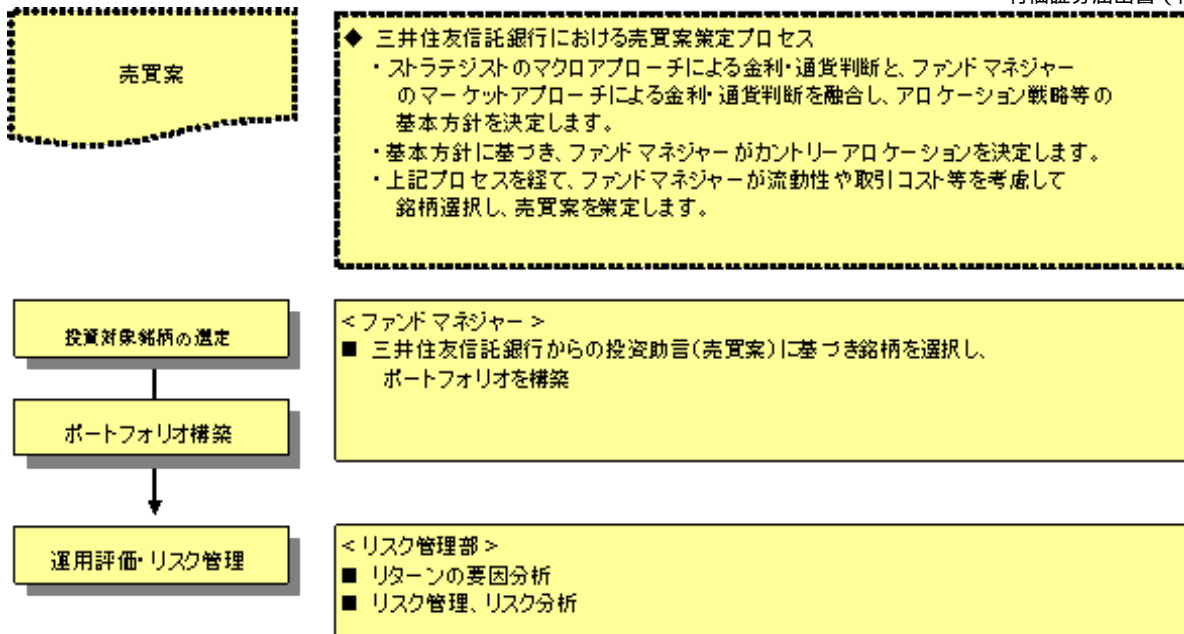 売買案
◆ 三井住友信託銀行における売買案策定プロセス
・ストラテジストのマクロアプローチによる金利・通貨判断と、ファンドマネジャー
のマーケットアプローチによる金利・通貨判断を融合し、アロケーション戦略等の
基本方針を決定します。
・基本方針に基づき、ファンドマネジャーがカントリーアロケーションを決定します。
・上記プロセスを経て、ファンドマネジャーが流動性や取引コスト等を考慮して
銘柄選択し、売買案を策定します。
投資対象銘柄の選定
<ファンドマネジャー>
■ 三井住友信託銀行からの投資助言(売買案)に基づき銘柄を選択し、
ポートフォリオを構築
ポートフォリオ構築
運用評価・リスク管理
<リスク管理部>
■ リターンの要因分析
■ リスク管理、リスク分析